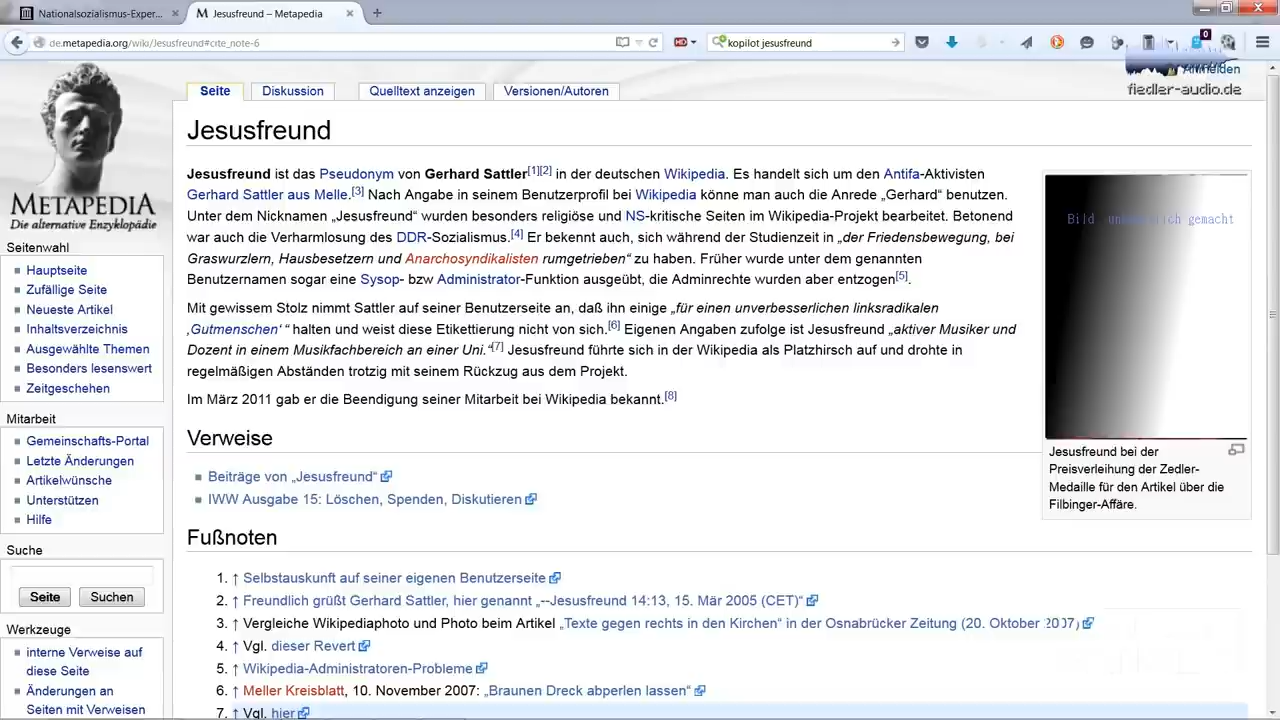 Nationalsozialismus-Exper...
Jesusfreund – Metapedia
de.metapedia.org/wiki/Jesusfreund#cite_note-6
kopilot jesusfreund
0
Anmelden
fiedler-audio.de
METAPEDIA
Die alternative Enzyklopädie
Seitenwahl
Hauptseite
Zufällige Seite
Neueste Artikel
Inhaltsverzeichnis
Ausgewählte Themen
Besonders lesenswert
Zeitgeschehen
Mitarbeit
Gemeinschafts-Portal
Letzte Änderungen
Artikelwünsche
Unterstützen
Hilfe
Suche
Seite Suchen
Werkzeuge
interne Verweise auf
diese Seite
Änderungen an
Seiten mit Verweisen
Seite Diskussion Quelltext anzeigen Versionen/Autoren
Jesusfreund
Jesusfreund ist das Pseudonym von Gerhard Sattler[1][2] in der deutschen Wikipedia. Es handelt sich um den Antifa-Aktivisten
Gerhard Sattler aus Melle.[3] Nach Angabe in seinem Benutzerprofil bei Wikipedia könne man auch die Anrede „Gerhard“ benutzen.
Unter dem Nicknamen „Jesusfreund“ wurden besonders religiöse und NS-kritische Seiten im Wikipedia-Projekt bearbeitet. Betonend
war auch die Verharmlosung des DDR-Sozialismus.[4] Er bekennt auch, sich während der Studienzeit in „der Friedensbewegung, bei
Graswurzlern, Hausbesetzern und Anarchosyndikalisten rumgetrieben“ zu haben. Früher wurde unter dem genannten
Benutzernamen sogar eine Sysop- bzw Administrator-Funktion ausgeübt, die Adminrechte wurden aber entzogen[5].
Mit gewissem Stolz nimmt Sattler auf seiner Benutzerseite an, daß ihn einige „für einen unverbesserlichen linksradikalen
‚Gutmenschen‘ “ halten und weist diese Etikettierung nicht von sich.[6] Eigenen Angaben zufolge ist Jesusfreund „aktiver Musiker und
Dozent in einem Musikfachbereich an einer Uni.“[7] Jesusfreund führte sich in der Wikipedia als Platzhirsch auf und drohte in
regelmäßigen Abständen trotzig mit seinem Rückzug aus dem Projekt.
Im März 2011 gab er die Beendigung seiner Mitarbeit bei Wikipedia bekannt.[8]
Bild unkenntlich gemacht
Jesusfreund bei der
Preisverleihung der Zedler-
Medaille für den Artikel über die
Filbinger-Affäre.
Verweise
Beiträge von „Jesusfreund“
IWW Ausgabe 15: Löschen, Spenden, Diskutieren
Fußnoten
1. ↑ Selbstauskunft auf seiner eigenen Benutzerseite
2. ↑ Freundlich grüßt Gerhard Sattler, hier genannt „--Jesusfreund 14:13, 15. Mär 2005 (CET)“
3. ↑ Vergleiche Wikipediaphoto und Photo beim Artikel „Texte gegen rechts in den Kirchen“ in der Osnabrücker Zeitung (20. Oktober 2007)
4. ↑ Vgl. dieser Revert
5. ↑ Wikipedia-Administratoren-Probleme
6. ↑ Meller Kreisblatt, 10. November 2007: „Braunen Dreck abperlen lassen“
7. ↑ Vgl. hier